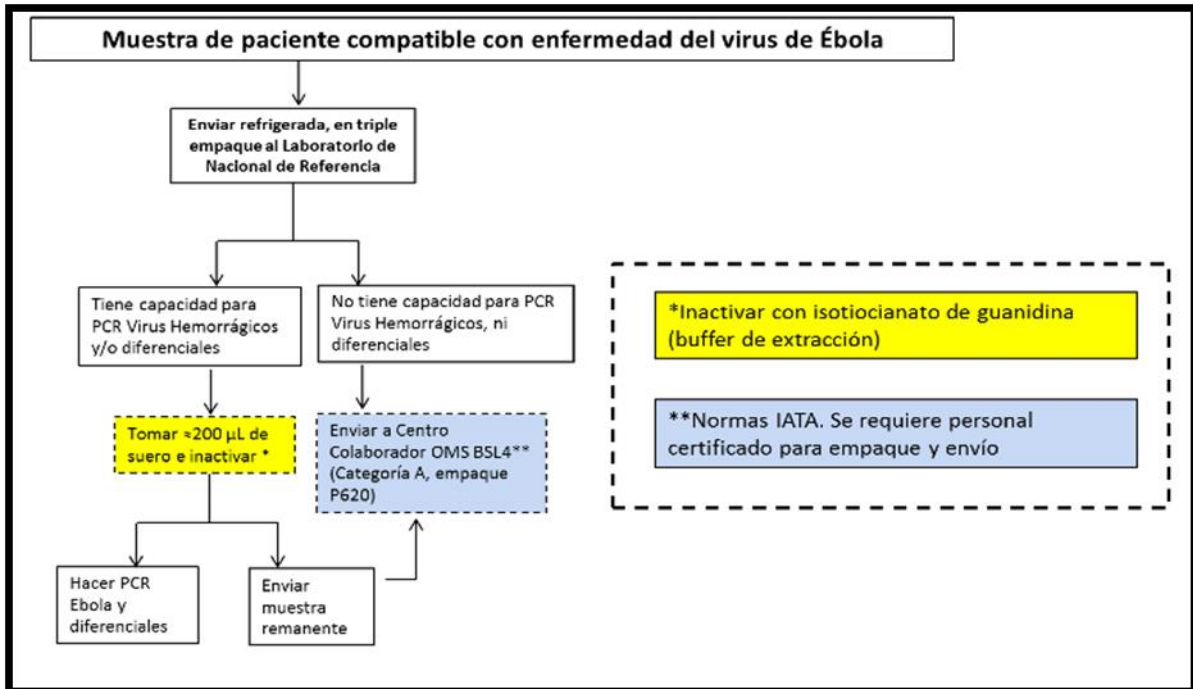 Muestra de paciente compatible con enfermedad del virus de Ébola
Enviar refrigerada, en triple
empaque al Laboratorio de
Nacional de Referencia
Tiene capacidad para
PCR Virus Hemorrágicos
y/o diferenciales
No tiene capacidad para PCR
Virus Hemorrágicos, ni
diferenciales
Tomar ≈200 µL de
suero e inactivar *
Enviar a Centro
Colaborador OMS BSL4**
(Categoría A, empaque
P620)
Hacer PCR
Ebola y
diferenciales
Enviar
muestra
remanente
*Inactivar con isotiocianato de guanidina
(buffer de extracción)
**Normas IATA. Se requiere personal
certificado para empaque y envío